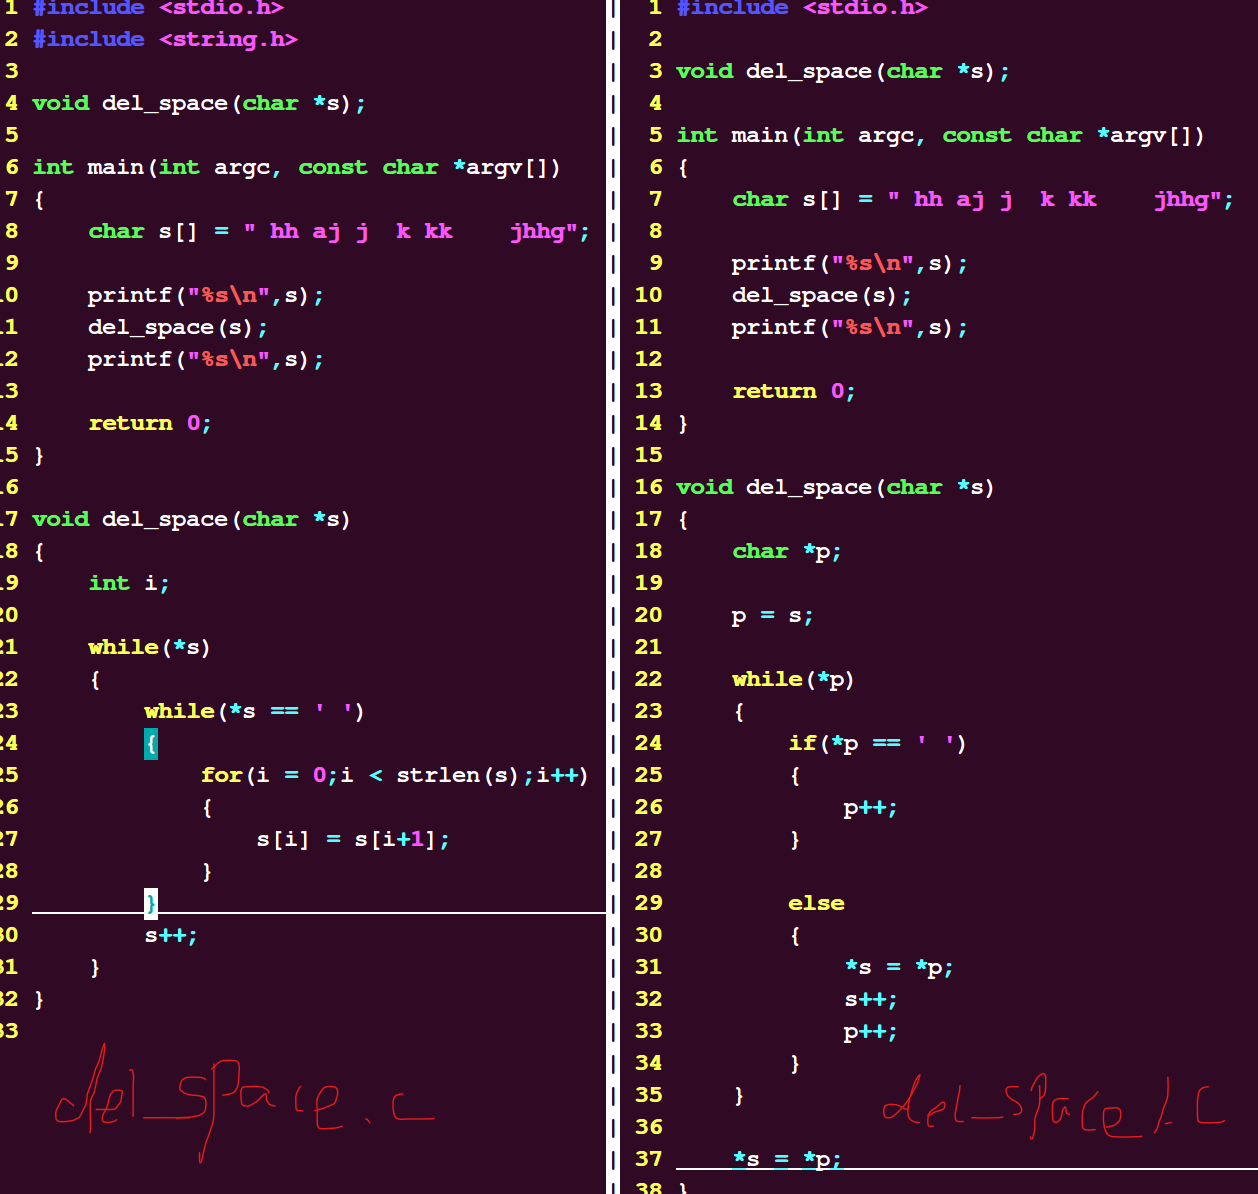 1 #include <stdio.h>
2 #include <string.h>
3
4 void del_space(char *s);
5
6 int main(int argc, const char *argv[])
7 {
8     char s[] = " hh aj j  k kk    jhhg";
9
10     printf("%s\n",s);
11     del_space(s);
12     printf("%s\n",s);
13
14     return 0;
15 }
16
17 void del_space(char *s)
18 {
19     int i;
20
21     while(*s)
22     {
23         while(*s == ' ')
24         {
25             for(i = 0;i < strlen(s);i++)
26             {
27                 s[i] = s[i+1];
28             }
29         }
30         s++;
31     }
32 }
33
del_space.c
1 #include <stdio.h>
2
3 void del_space(char *s);
4
5 int main(int argc, const char *argv[])
6 {
7     char s[] = " hh aj j  k kk    jhhg";
8
9     printf("%s\n",s);
10     del_space(s);
11     printf("%s\n",s);
12
13     return 0;
14 }
15
16 void del_space(char *s)
17 {
18     char *p;
19
20     p = s;
21
22     while(*p)
23     {
24         if(*p == ' ')
25         {
26             p++;
27         }
28
29         else
30         {
31             *s = *p;
32             s++;
33             p++;
34         }
35     }
36
37     *s = *p;
38 }
del_space1.c